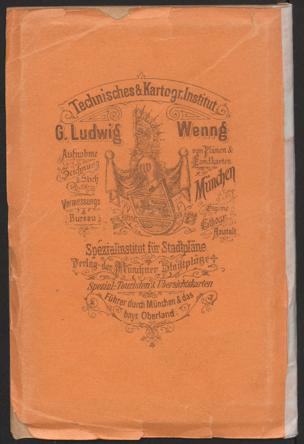 Technisches & Kartogr. Institut
G. Ludwig Wenng
Aufnahme
Zeichnung
& Stich
von Plänen &
Landkarten
München
Vermessungs
Bureau
Anstalt
Spezialinstitut für Stadtpläne
Verlag der Münchner Stadtpläne
Spezial-Touristen & Übersichtskarten
Führer durch München & das
bayr. Oberland